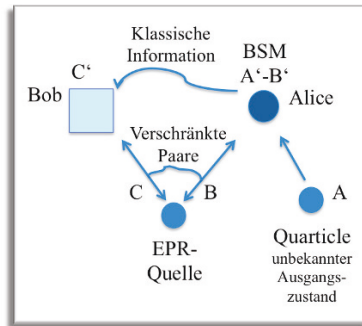 Klassische
Information
BSM
A‘-B‘
Alice
C‘
Bob
Verschränkte
Paare
C
B
A
EPR-
Quelle
Quarticle
unbekannter
Ausgangs-
zustand